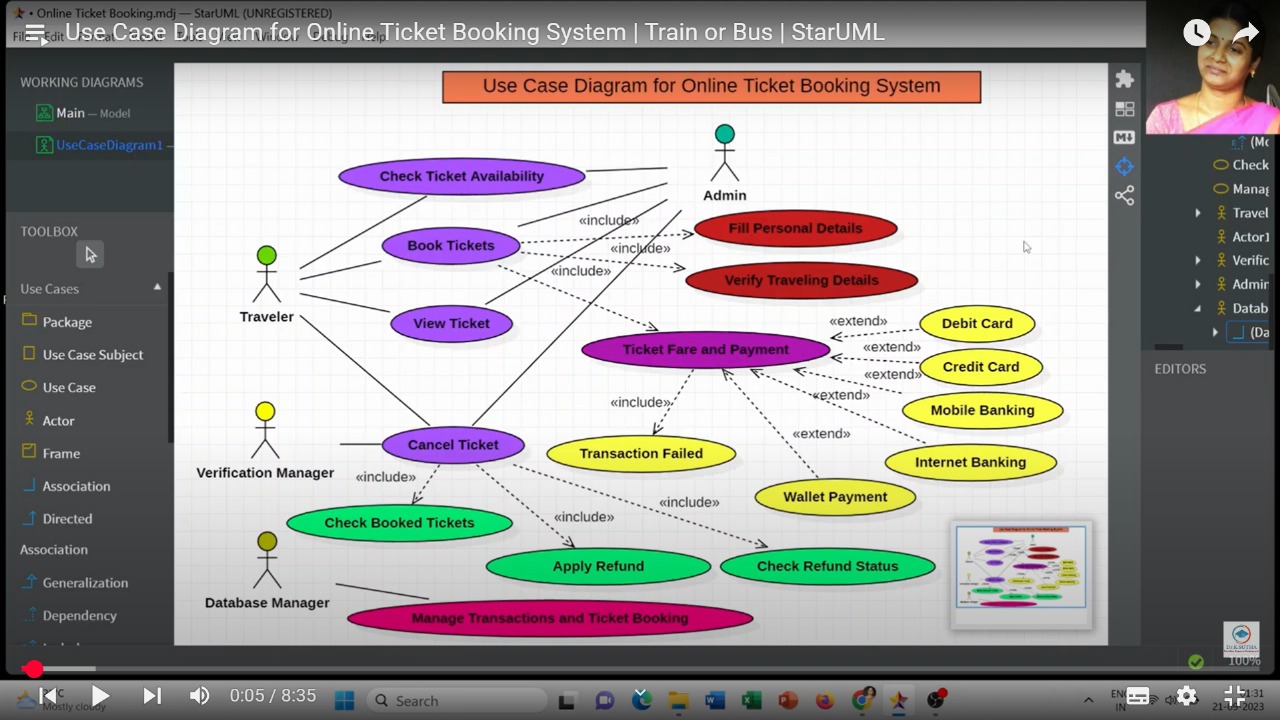 Online Ticket Booking.mdj — StarUML (UNREGISTERED)
Use Case Diagram for Online Ticket Booking System | Train or Bus | StarUML
WORKING DIAGRAMS
Main — Model
UseCaseDiagram1 —
TOOLBOX
Use Cases
Package
Use Case Subject
Use Case
Actor
Frame
Association
Directed
Association
Generalization
Dependency
Use Case Diagram for Online Ticket Booking System
Admin
Check Ticket Availability
«include»
Fill Personal Details
Book Tickets
«include»
«include»
Verify Traveling Details
Traveler
View Ticket
«extend»
Debit Card
Ticket Fare and Payment
«extend»
Credit Card
«extend»
«extend»
Mobile Banking
«include»
«extend»
Verification Manager
Cancel Ticket
Transaction Failed
Internet Banking
«include»
«include»
Wallet Payment
Check Booked Tickets
«include»
Apply Refund
Check Refund Status
Database Manager
Manage Transactions and Ticket Booking
M
(Mo
Check
Manag
Travel
Actor1
Verific
Admin
Datab
(Da
EDITORS
100%
0:05 / 8:35
Mostly cloudy
Search
ENG
IN
21-09-2023